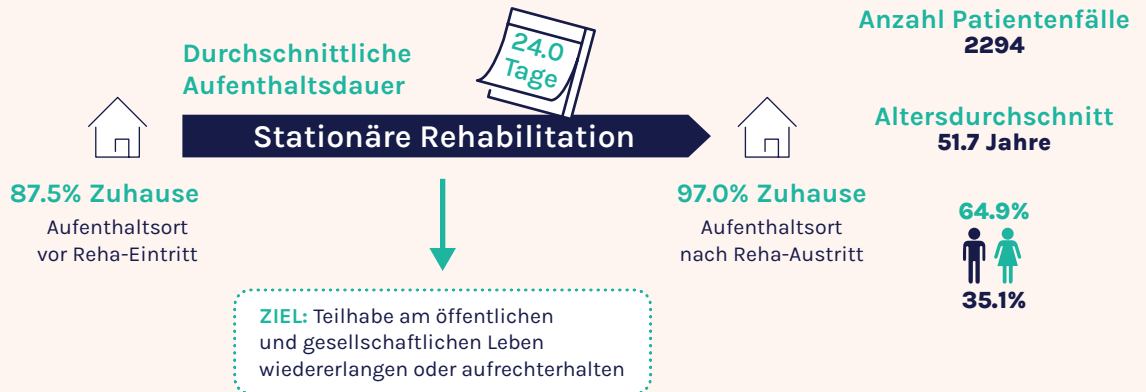 Durchschnittliche
Aufenthaltsdauer
24.0
Tage
Stationäre Rehabilitation
87.5% Zuhause
Aufenthaltsort
vor Reha-Eintritt
97.0% Zuhause
Aufenthaltsort
nach Reha-Austritt
ZIEL: Teilhabe am öffentlichen
und gesellschaftlichen Leben
wiedererlangen oder aufrechterhalten
Anzahl Patientenfälle
2294
Altersdurchschnitt
51.7 Jahre
64.9%
35.1%